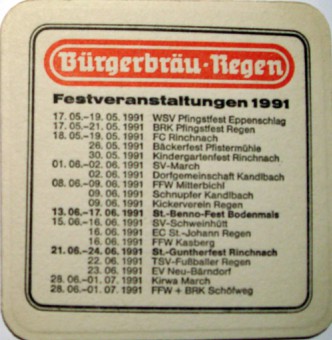 Bürgerbräu·Regen
Festveranstaltungen 1991
17. 05.–19. 05. 1991 WSV Pfingstfest Eppenschlag
17. 05.–21. 05. 1991 BRK Pfingstfest Regen
18. 05.–19. 05. 1991 FC Rinchnach
26. 05. 1991 Bäckerfest Pfistermühle
30. 05. 1991 Kindergartenfest Rinchnach
01. 06.–02. 06. 1991 SV-March
02. 06. 1991 Dorfgemeinschaft Kandlbach
08. 06.–09. 06. 1991 FFW Mitterbichl
09. 06. 1991 Schnupfer Kandlbach
09. 06. 1991 Kickerverein Regen
13. 06.–17. 06. 1991 St.-Benno-Fest Bodenmais
15. 06.–16. 06. 1991 SV-Schweinhütt
16. 06. 1991 EC St.-Johann Regen
16. 06. 1991 FFW Kasberg
21. 06.–24. 06. 1991 St.-Guntherfest Rinchnach
22. 06. 1991 TSV-Fußballer Regen
23. 06. 1991 EV Neu-Bärndorf
28. 06.–01. 07. 1991 Kirwa March
28. 06.–01. 07. 1991 FFW + BRK Schöfweg